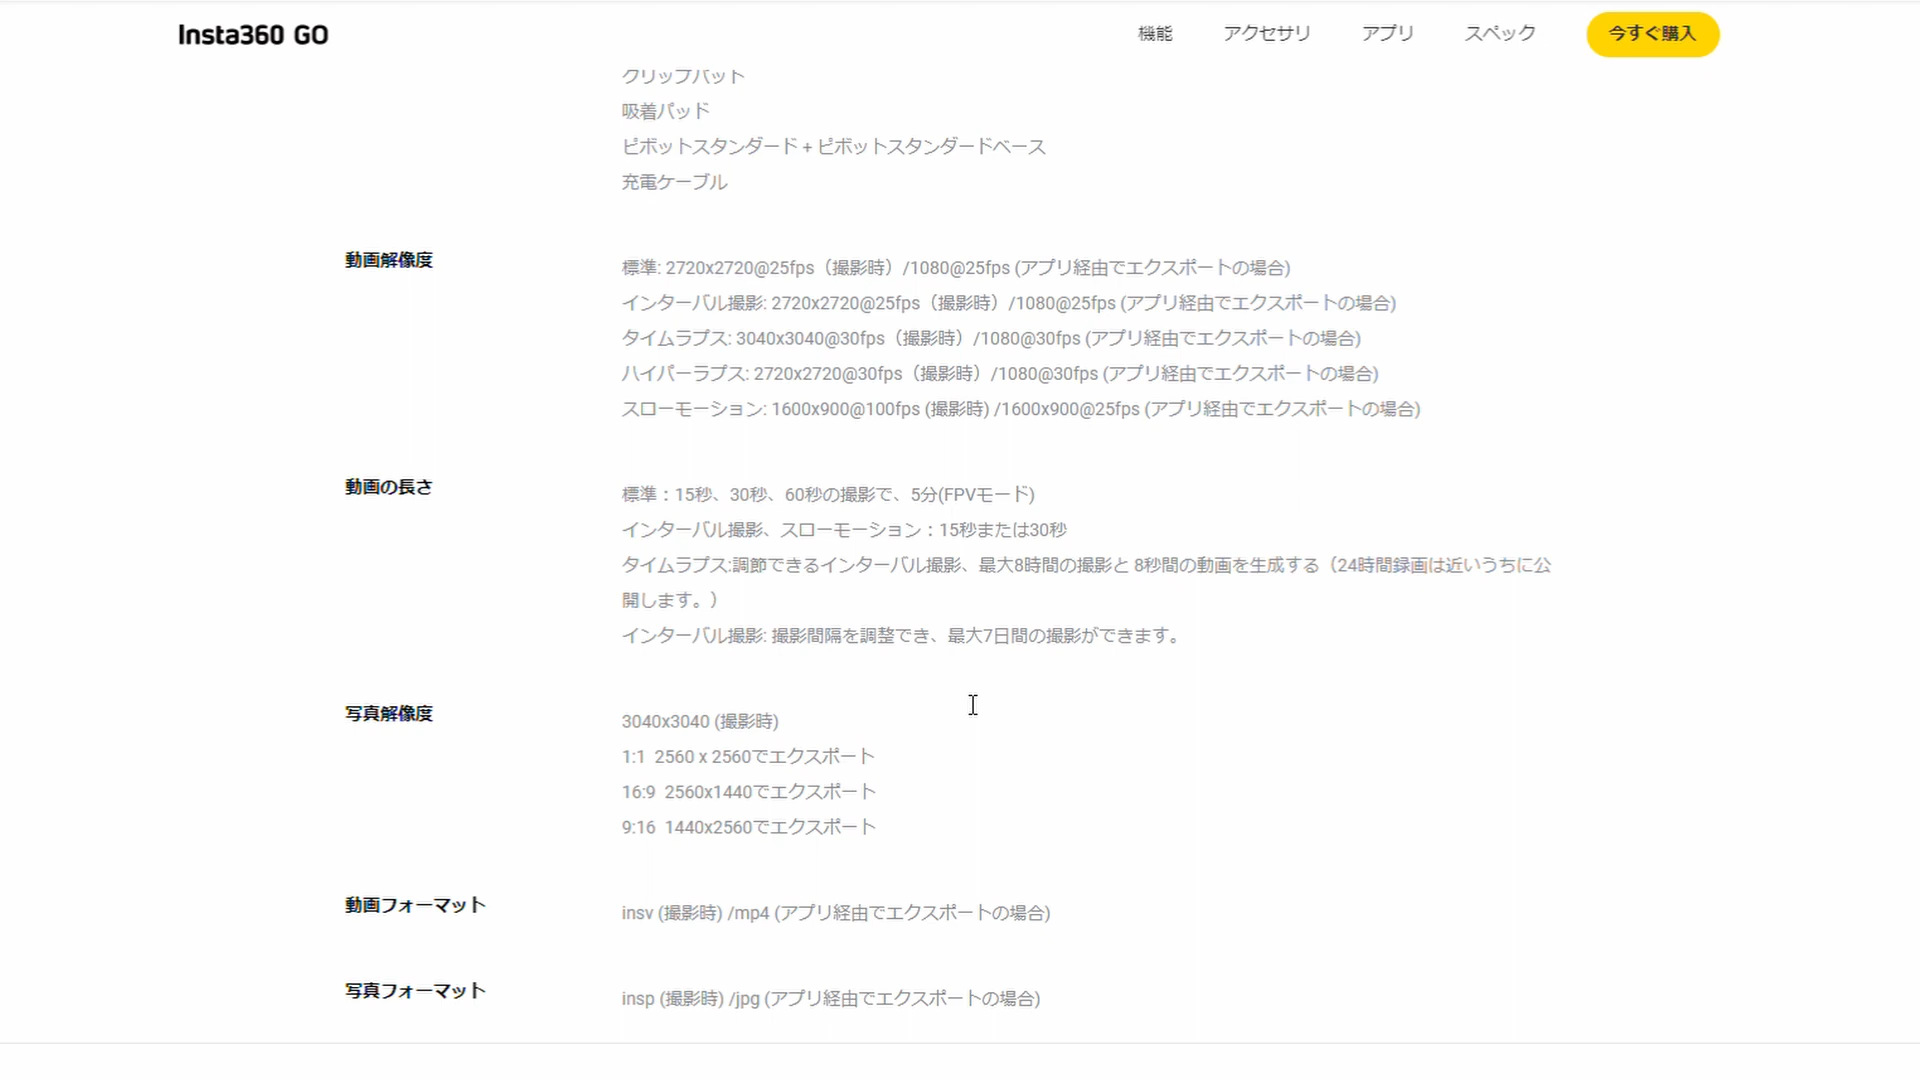 Insta360 GO
機能
アクセサリ
アプリ
スペック
今すぐ購入
クリップパット
吸着パッド
ピボットスタンダード + ピボットスタンダードベース
充電ケーブル
動画解像度
標準: 2720x2720@25fps（撮影時）/1080@25fps (アプリ経由でエクスポートの場合)
インターバル撮影: 2720x2720@25fps（撮影時）/1080@25fps (アプリ経由でエクスポートの場合)
タイムラプス: 3040x3040@30fps（撮影時）/1080@30fps (アプリ経由でエクスポートの場合)
ハイパーラプス: 2720x2720@30fps（撮影時）/1080@30fps (アプリ経由でエクスポートの場合)
スローモーション: 1600x900@100fps (撮影時) /1600x900@25fps (アプリ経由でエクスポートの場合)
動画の長さ
標準：15秒、30秒、60秒の撮影で、5分(FPVモード)
インターバル撮影、スローモーション：15秒または30秒
タイムラプス:調節できるインターバル撮影、最大8時間の撮影と 8秒間の動画を生成する（24時間録画は近いうちに公
開します。）
インターバル撮影: 撮影間隔を調整でき、最大7日間の撮影ができます。
写真解像度
3040x3040 (撮影時)
1:1 2560 x 2560でエクスポート
16:9 2560x1440でエクスポート
9:16 1440x2560でエクスポート
動画フォーマット
insv (撮影時) /mp4 (アプリ経由でエクスポートの場合)
写真フォーマット
insp (撮影時) /jpg (アプリ経由でエクスポートの場合)